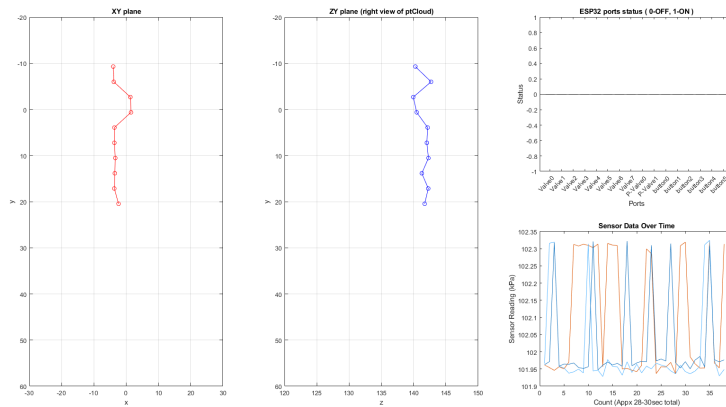 XY plane
-20
-10
0
10
20
30
40
50
60
-30
-20
-10
0
10
20
30
x
y
ZY plane (right view of ptCloud)
-20
-10
0
10
20
30
40
50
60
120
125
130
135
140
145
150
z
y
ESP32 ports status ( 0-OFF, 1-ON )
1
0.8
0.6
0.4
0.2
0
-0.2
-0.4
-0.6
-0.8
-1
Status
Valve0
Valve1
Valve2
Valve3
Valve4
Valve5
Valve6
Valve7
p-Valve0
p-Valve1
button0
button1
button2
button3
button4
button5
Ports
Sensor Data Over Time
102.35
102.3
102.25
102.2
102.15
102.1
102.05
102
101.95
101.9
Sensor Reading (kPa)
0
5
10
15
20
25
30
35
Count (Appx 28-30sec total)